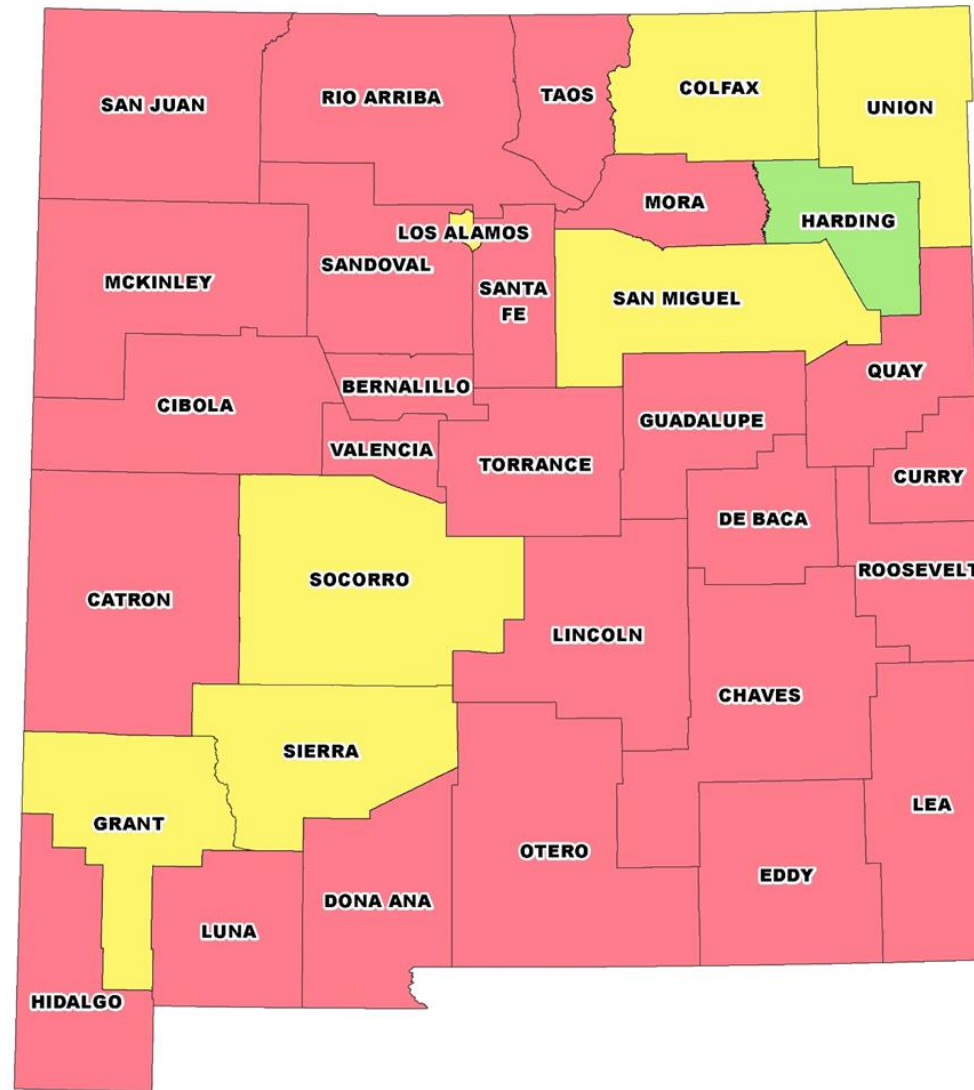 SAN JUAN
RIO ARRIBA
TAOS
COLFAX
UNION
MORA
HARDING
LOS ALAMOS
SANDOVAL
MCKINLEY
SANTA
FE
SAN MIGUEL
QUAY
BERNALILLO
CIBOLA
GUADALUPE
VALENCIA
TORRANCE
CURRY
DE BACA
ROOSEVELT
SOCORRO
CATRON
LINCOLN
CHAVES
SIERRA
LEA
GRANT
OTERO
EDDY
DONA ANA
LUNA
HIDALGO